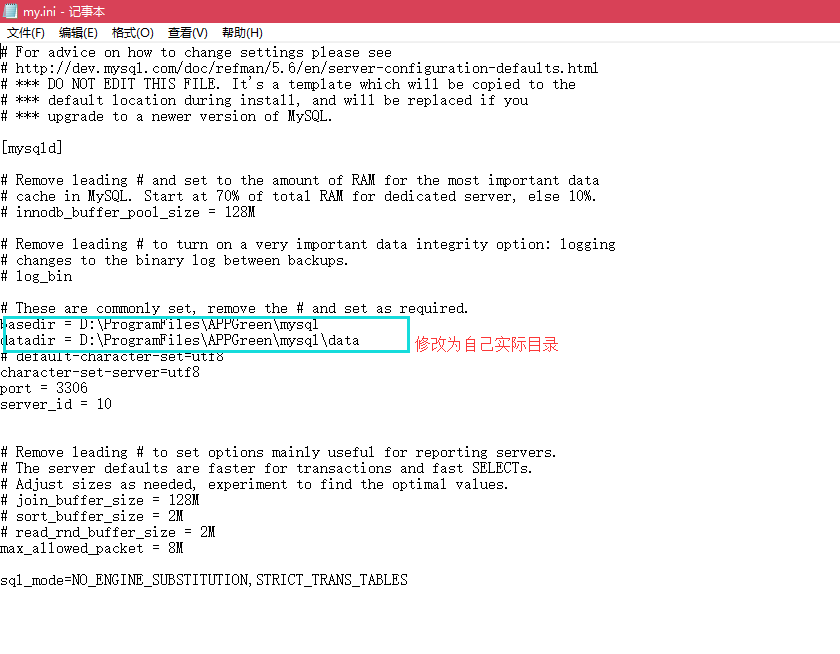 my.ini - 记事本
文件(F) 编辑(E) 格式(O) 查看(V) 帮助(H)
# For advice on how to change settings please see
# http://dev.mysql.com/doc/refman/5.6/en/server-configuration-defaults.html
# *** DO NOT EDIT THIS FILE. It's a template which will be copied to the
# *** default location during install, and will be replaced if you
# *** upgrade to a newer version of MySQL.
[mysqld]
# Remove leading # and set to the amount of RAM for the most important data
# cache in MySQL. Start at 70% of total RAM for dedicated server, else 10%.
# innodb_buffer_pool_size = 128M
# Remove leading # to turn on a very important data integrity option: logging
# changes to the binary log between backups.
# log_bin
# These are commonly set, remove the # and set as required.
basedir = D:\ProgramFiles\APPGreen\mysql
datadir = D:\ProgramFiles\APPGreen\mysql\data
修改为自己实际目录
# default-character-set=utf8
character-set-server=utf8
port = 3306
server_id = 10
# Remove leading # to set options mainly useful for reporting servers.
# The server defaults are faster for transactions and fast SELECTs.
# Adjust sizes as needed, experiment to find the optimal values.
# join_buffer_size = 128M
# sort_buffer_size = 2M
# read_rnd_buffer_size = 2M
max_allowed_packet = 8M
sql_mode=NO_ENGINE_SUBSTITUTION,STRICT_TRANS_TABLES